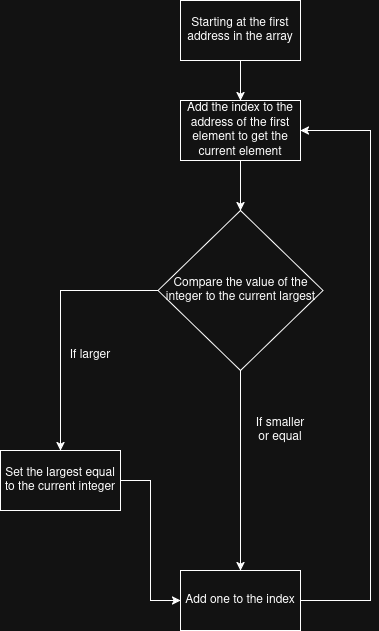 Starting at the first
address in the array
Add the index to the
address of the first
element to get the
current element
Compare the value of the
integer to the current largest
If larger
If smaller
or equal
Set the largest equal
to the current integer
Add one to the index